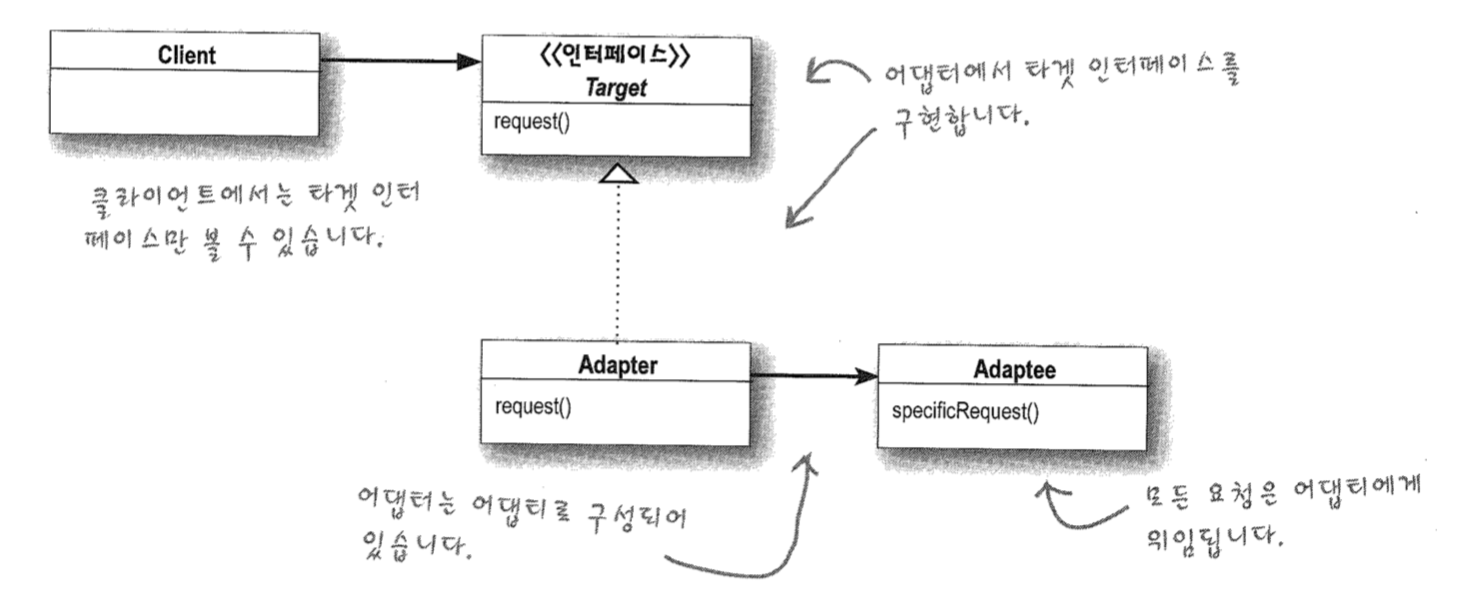 Client
<<인터페이스>>
Target
request()
어댑터에서 타겟 인터페이스를
구현합니다.
클라이언트에서는 타겟 인터
페이스만 볼 수 있습니다.
Adapter
request()
Adaptee
specificRequest()
어댑터는 어댑티로 구성되어
있습니다.
모든 요청은 어댑티에게
위임됩니다.